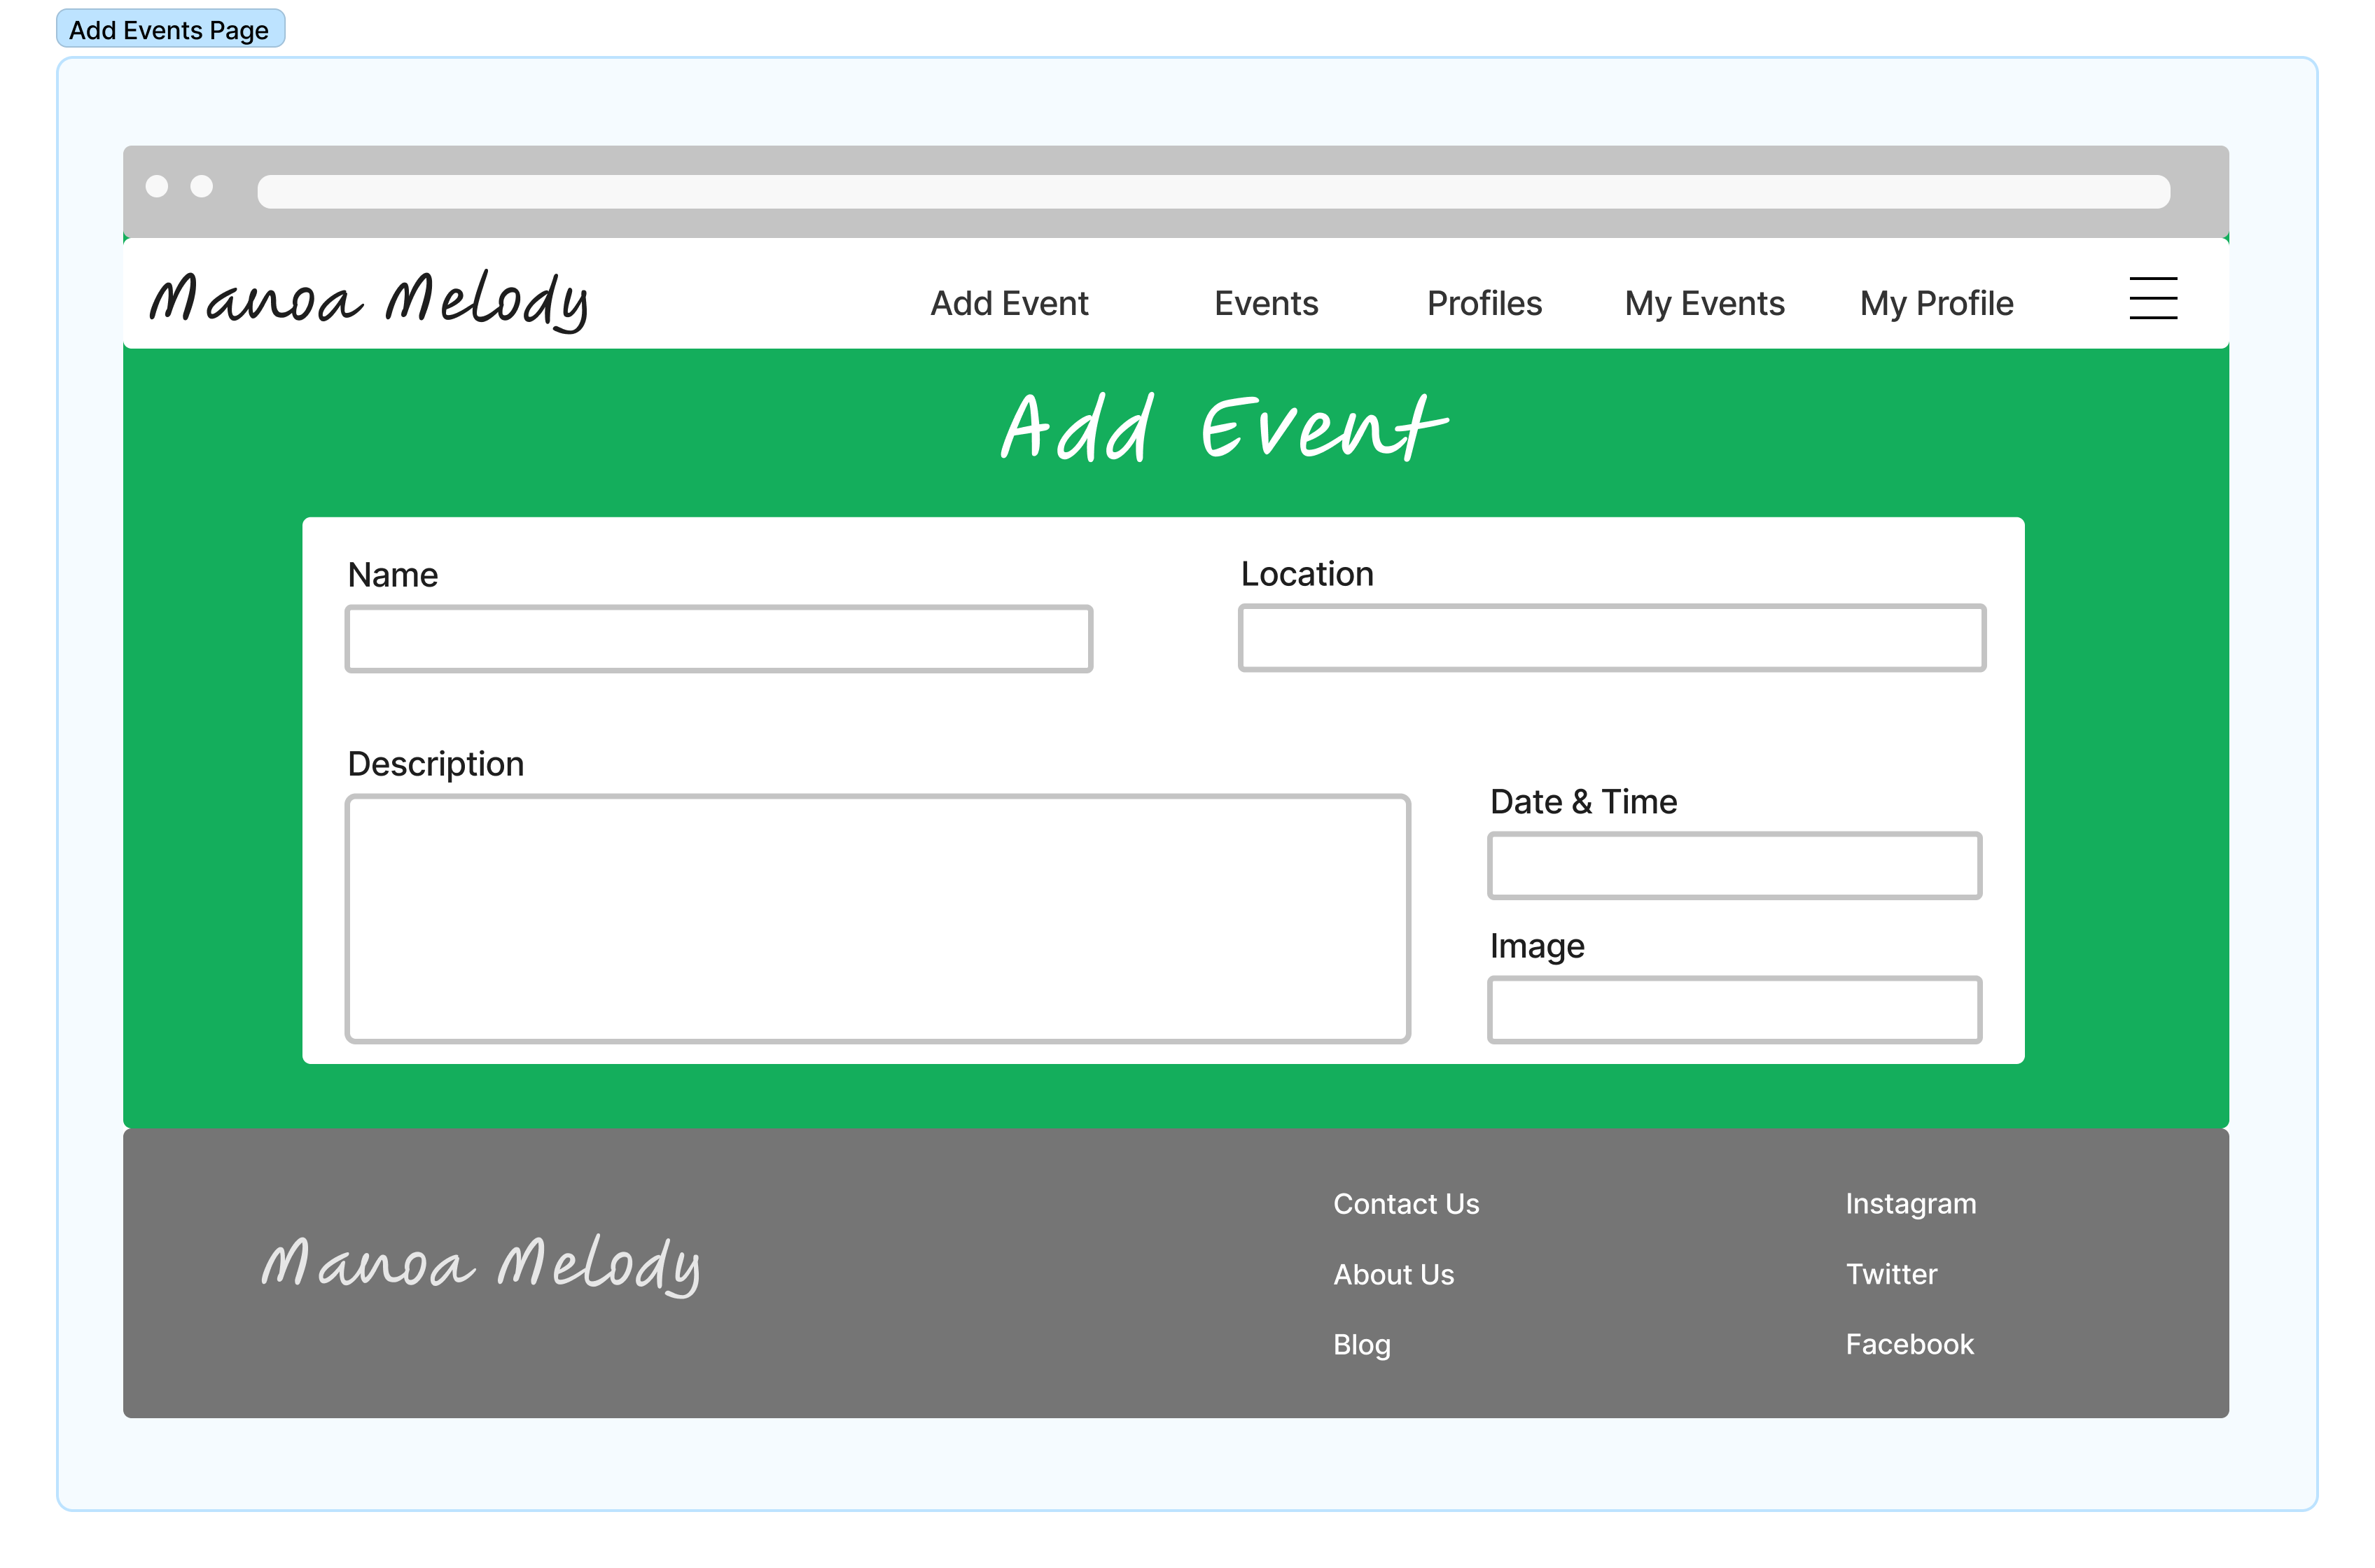 Add Events Page
Manoa Melody
Add Event Events Profiles My Events My Profile
Add Event
Name
Location
Description
Date & Time
Image
Manoa Melody
Contact Us
About Us
Blog
Instagram
Twitter
Facebook